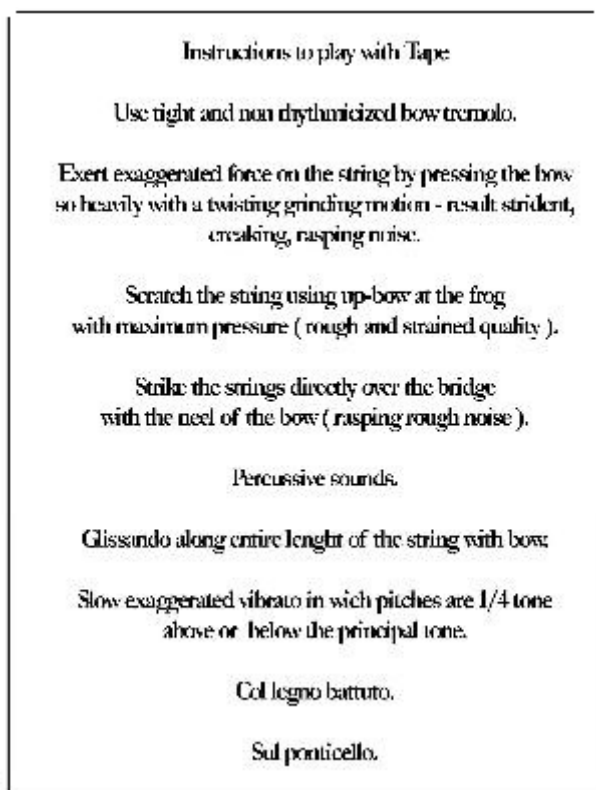 Instructions to play with Tape
Use tight and non rhythmicized bow tremolo.
Exert exaggerated force on the string by pressing the bow
so heavily with a twisting grinding motion - result strident,
creaking, rasping noise.
Scratch the string using up-bow at the frog
with maximum pressure ( rough and strained quality ).
Strike the strings directly over the bridge
with the neel of the bow ( rasping rough noise ).
Percussive sounds.
Glissando along entire lenght of the string with bow.
Slow exaggerated vibrato in wich pitches are 1/4 tone
above or below the principal tone.
Col legno battuto.
Sul ponticello.